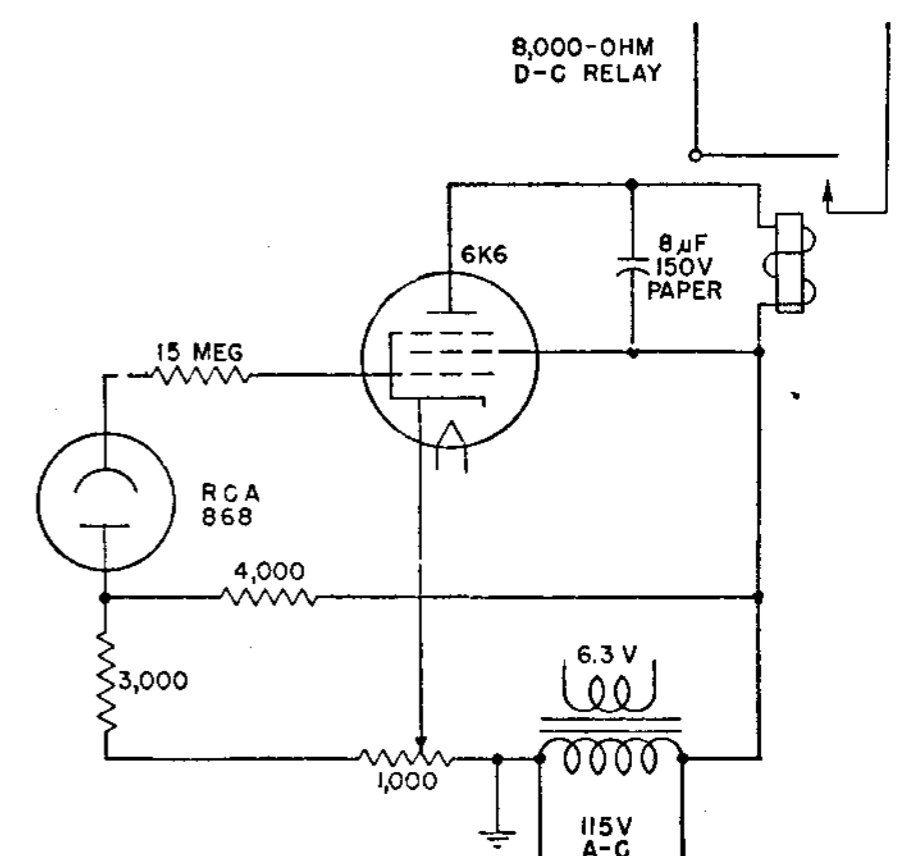 8,000-OHM
D-C RELAY
6K6
8µF
150V
PAPER
15 MEG
RCA
868
4,000
3,000
6.3 V
1,000
115V
A-C